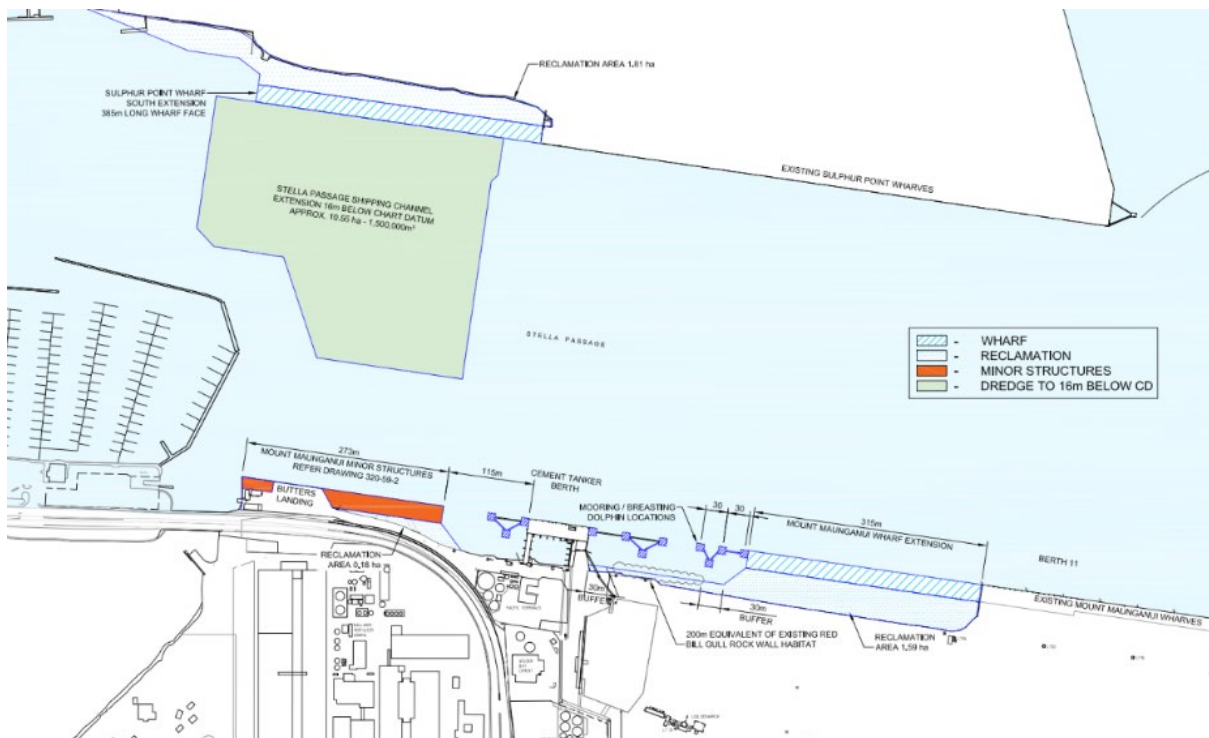 RECLAMATION AREA 1.81 ha
SULPHUR POINT WHARF
SOUTH EXTENSION
385m LONG WHARF FACE
EXISTING SULPHUR POINT WHARVES
STELLA PASSAGE SHIPPING CHANNEL
EXTENSION 16m BELOW CHART DATUM
APPROX. 10.55 ha - 1,500,000m³
STELLA PASSAGE
- WHARF
- RECLAMATION
- MINOR STRUCTURES
- DREDGE TO 16m BELOW CD
273m
MOUNT MAUNGANUI MINOR STRUCTURES
REFER DRAWING 320-59-2
115m
CEMENT TANKER
BERTH
BUTTERS
LANDING
MOORING / BREASTING
DOLPHIN LOCATIONS
30
30
315m
MOUNT MAUNGANUI WHARF EXTENSION
BERTH 11
EXISTING MOUNT MAUNGANUI WHARVES
RECLAMATION
AREA 0.18 ha
30m
BUFFER
30m
BUFFER
200m EQUIVALENT OF EXISTING RED
BILL GULL ROCK WALL HABITAT
RECLAMATION
AREA 1.59 ha